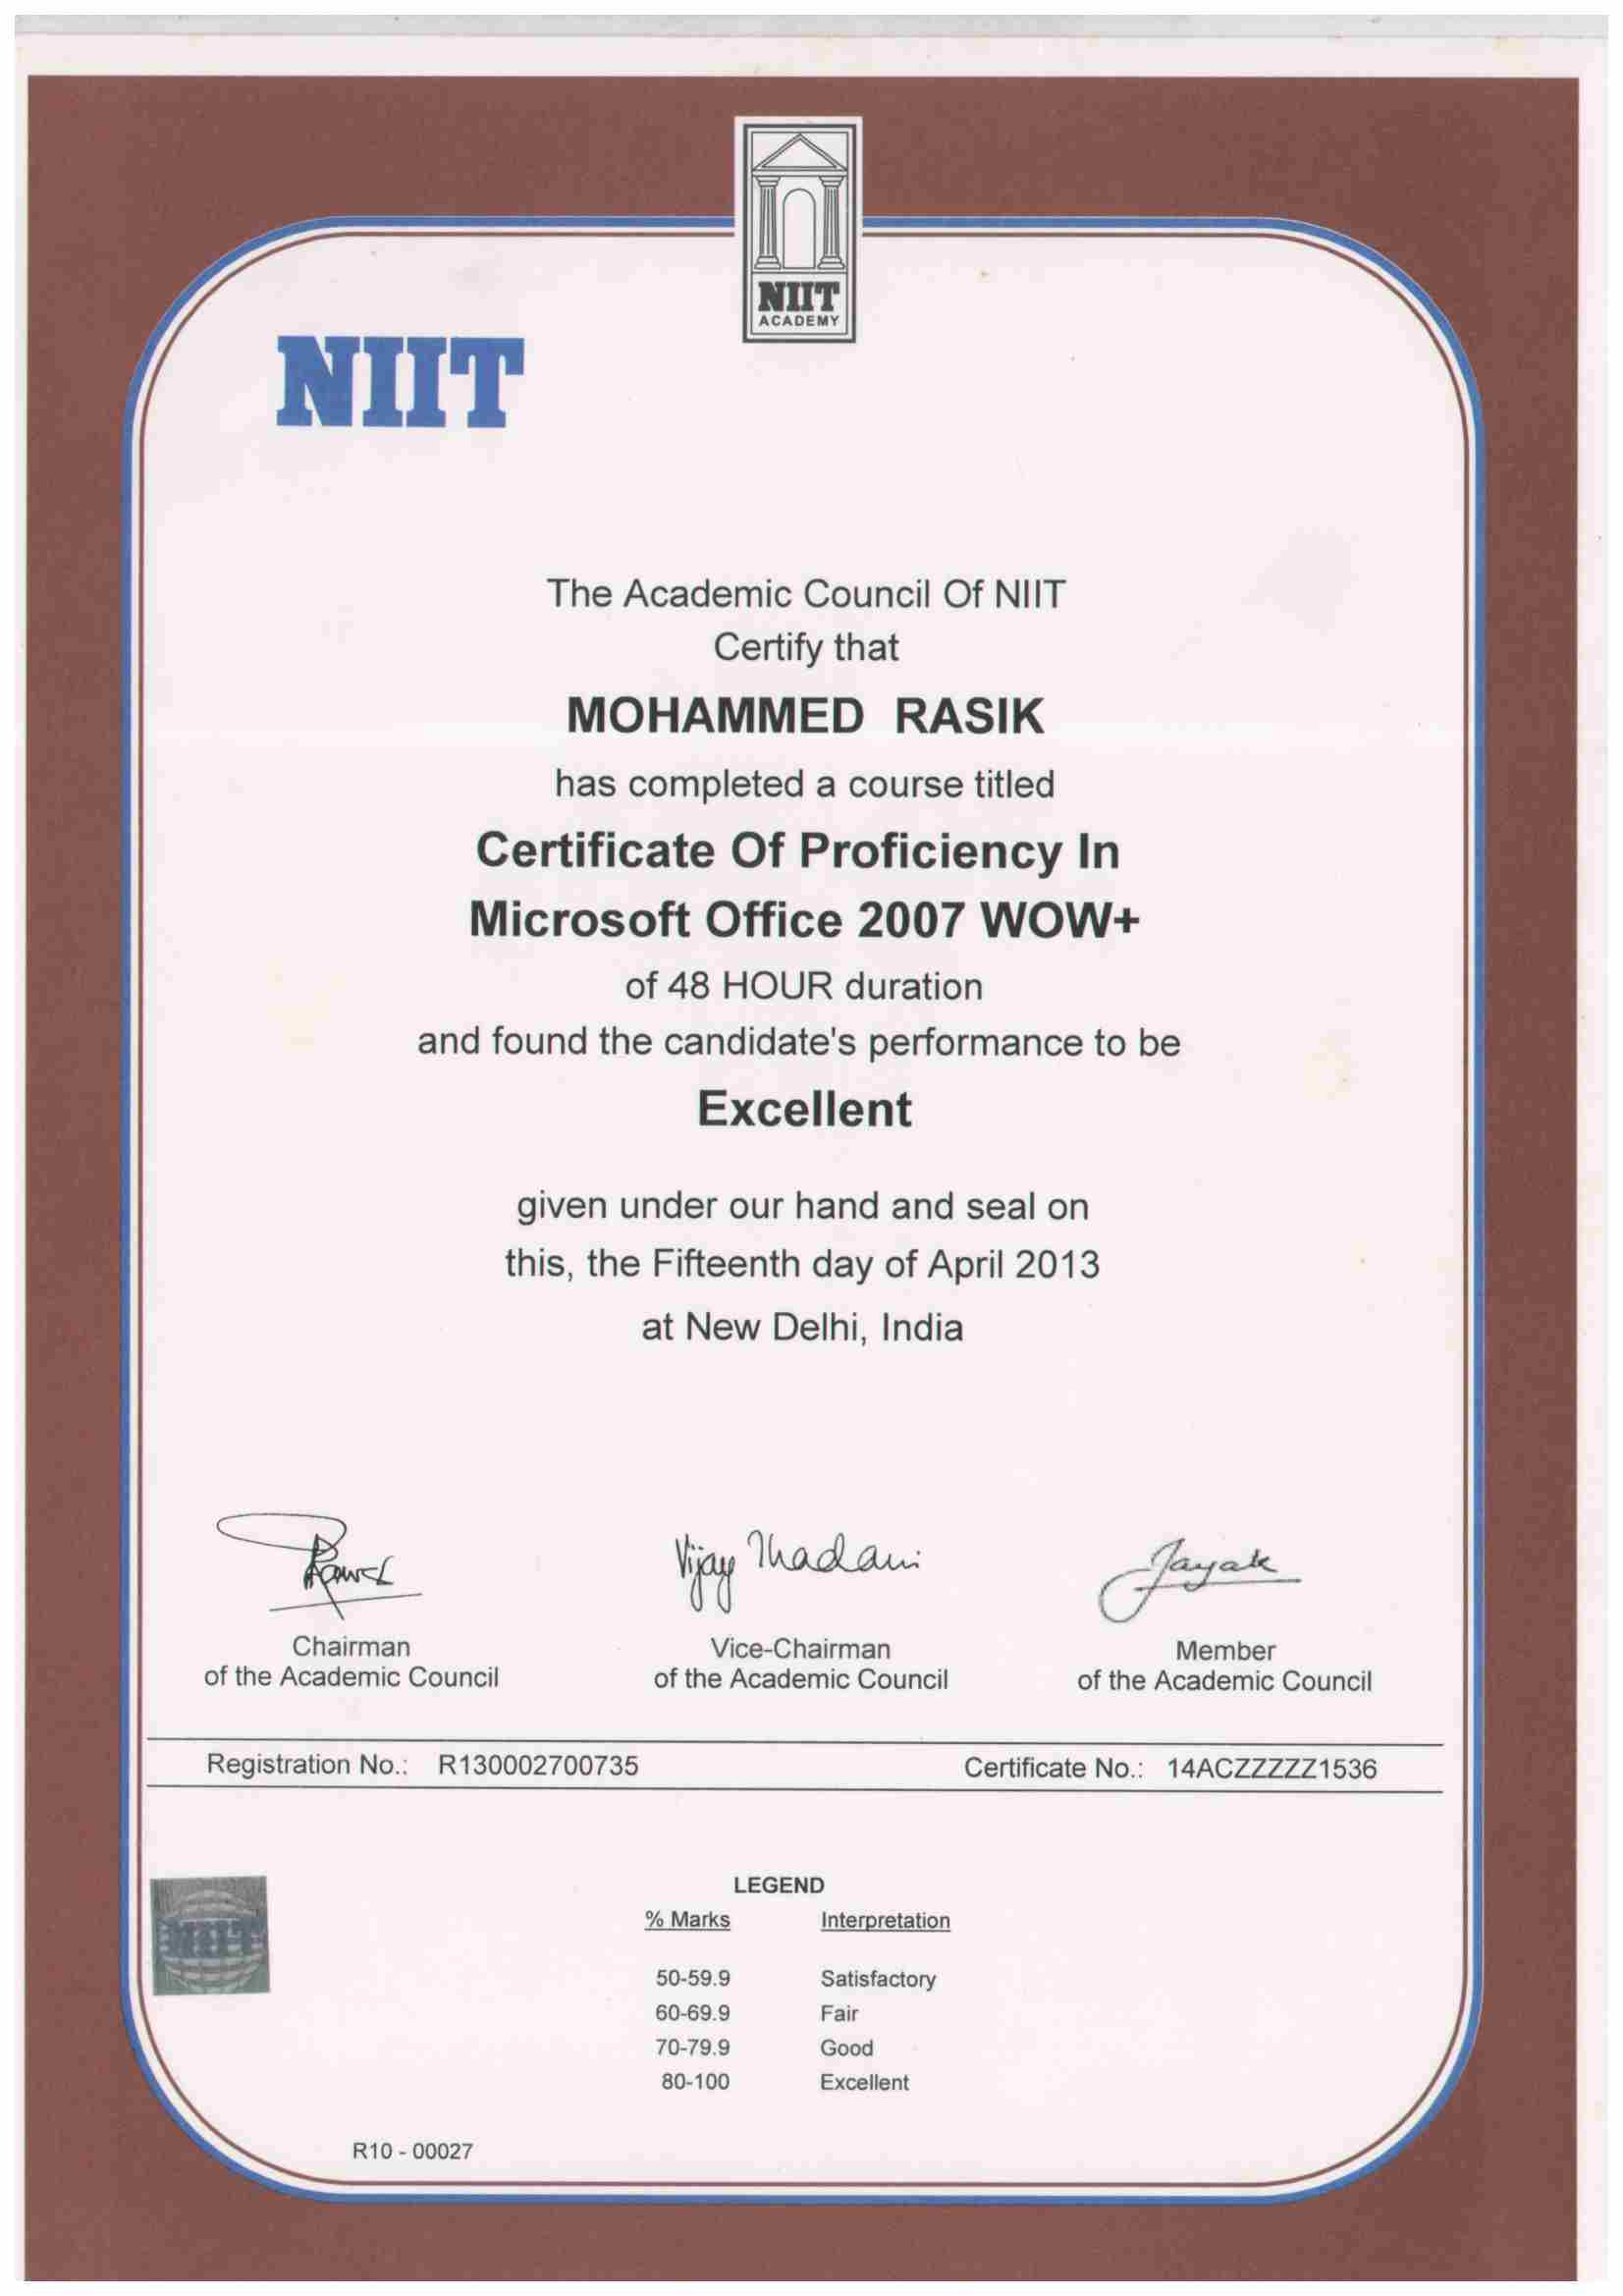 NIIT
ACADEMY
NIIT
The Academic Council Of NIIT
Certify that
MOHAMMED RASIK
has completed a course titled
Certificate Of Proficiency In
Microsoft Office 2007 WOW+
of 48 HOUR duration
and found the candidate's performance to be
Excellent
given under our hand and seal on
this, the Fifteenth day of April 2013
at New Delhi, India
Vijay Thadani
Chairman Vice-Chairman Member
of the Academic Council of the Academic Council of the Academic Council
Registration No.: R130002700735 Certificate No.: 14ACZZZZZ1536
LEGEND
% Marks Interpretation
50-59.9 Satisfactory
60-69.9 Fair
70-79.9 Good
80-100 Excellent
NIIT
R10 - 00027